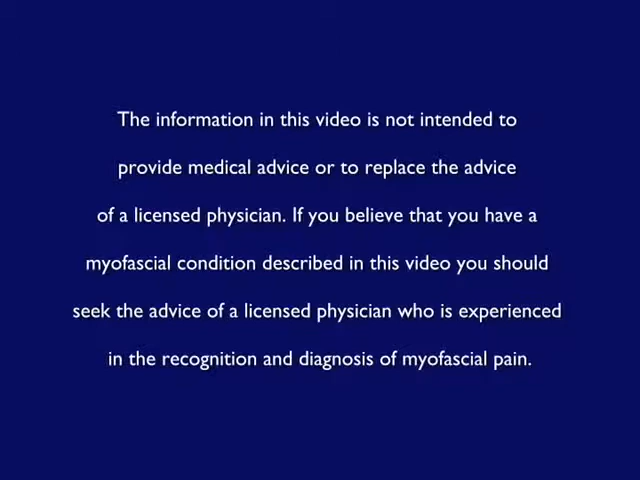 The information in this video is not intended to
provide medical advice or to replace the advice
of a licensed physician. If you believe that you have a
myofascial condition described in this video you should
seek the advice of a licensed physician who is experienced
in the recognition and diagnosis of myofascial pain.